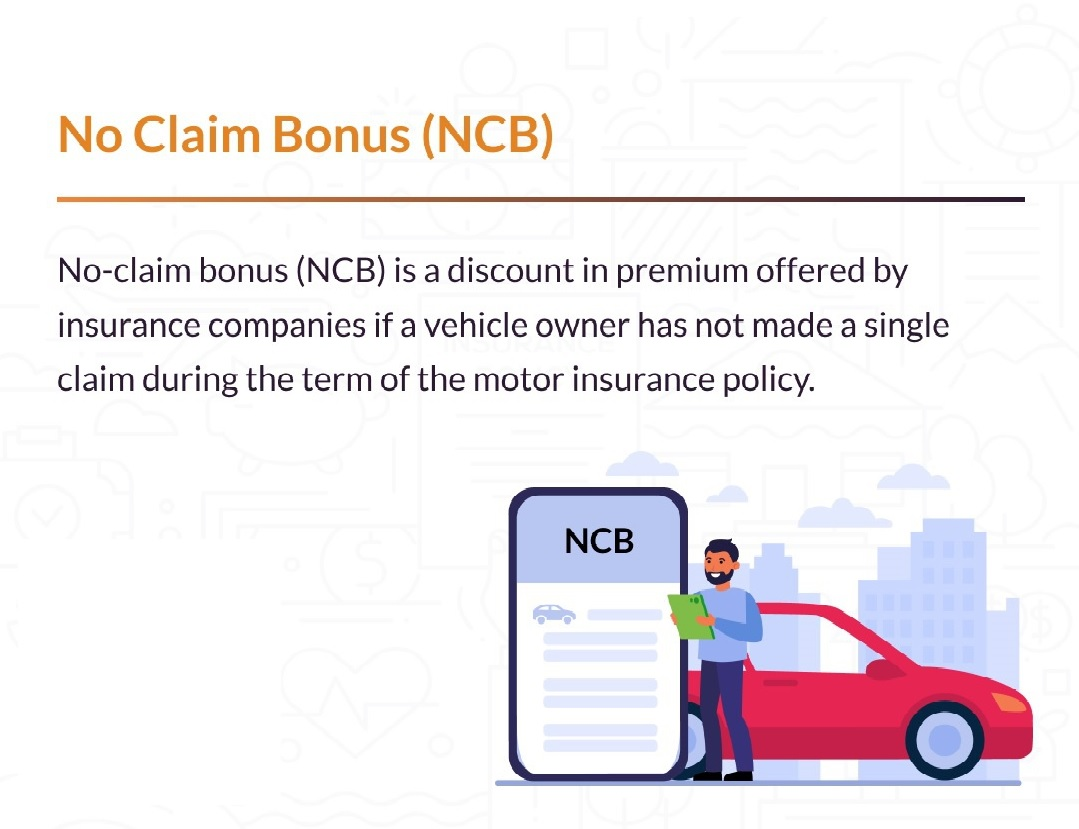 No Claim Bonus (NCB)
No-claim bonus (NCB) is a discount in premium offered by
insurance companies if a vehicle owner has not made a single
claim during the term of the motor insurance policy.
INSURANCE
NCB